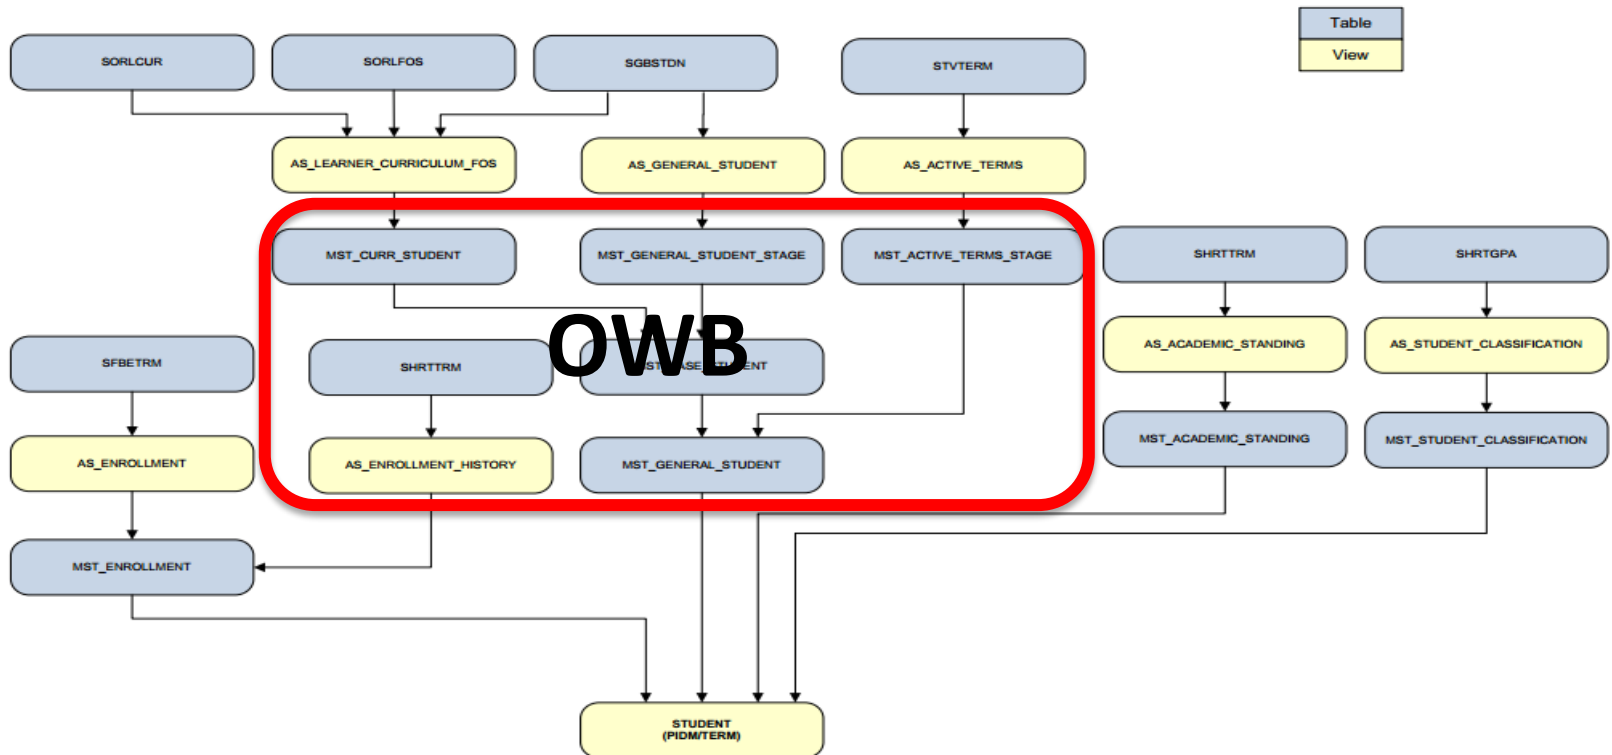 Table
View
SORLCUR
SORLFOS
SGBSTDN
STVTERM
AS_LEARNER_CURRICULUM_FOS
AS_GENERAL_STUDENT
AS_ACTIVE_TERMS
MST_CURR_STUDENT
MST_GENERAL_STUDENT_STAGE
MST_ACTIVE_TERMS_STAGE
SHRTTRM
SHRTGPA
OWB
AS_ACADEMIC_STANDING
AS_STUDENT_CLASSIFICATION
SFBETRM
SHRTTRM
MST_ACADEMIC_STANDING
MST_STUDENT_CLASSIFICATION
AS_ENROLLMENT
AS_ENROLLMENT_HISTORY
MST_GENERAL_STUDENT
MST_ENROLLMENT
STUDENT
(PIDM/TERM)